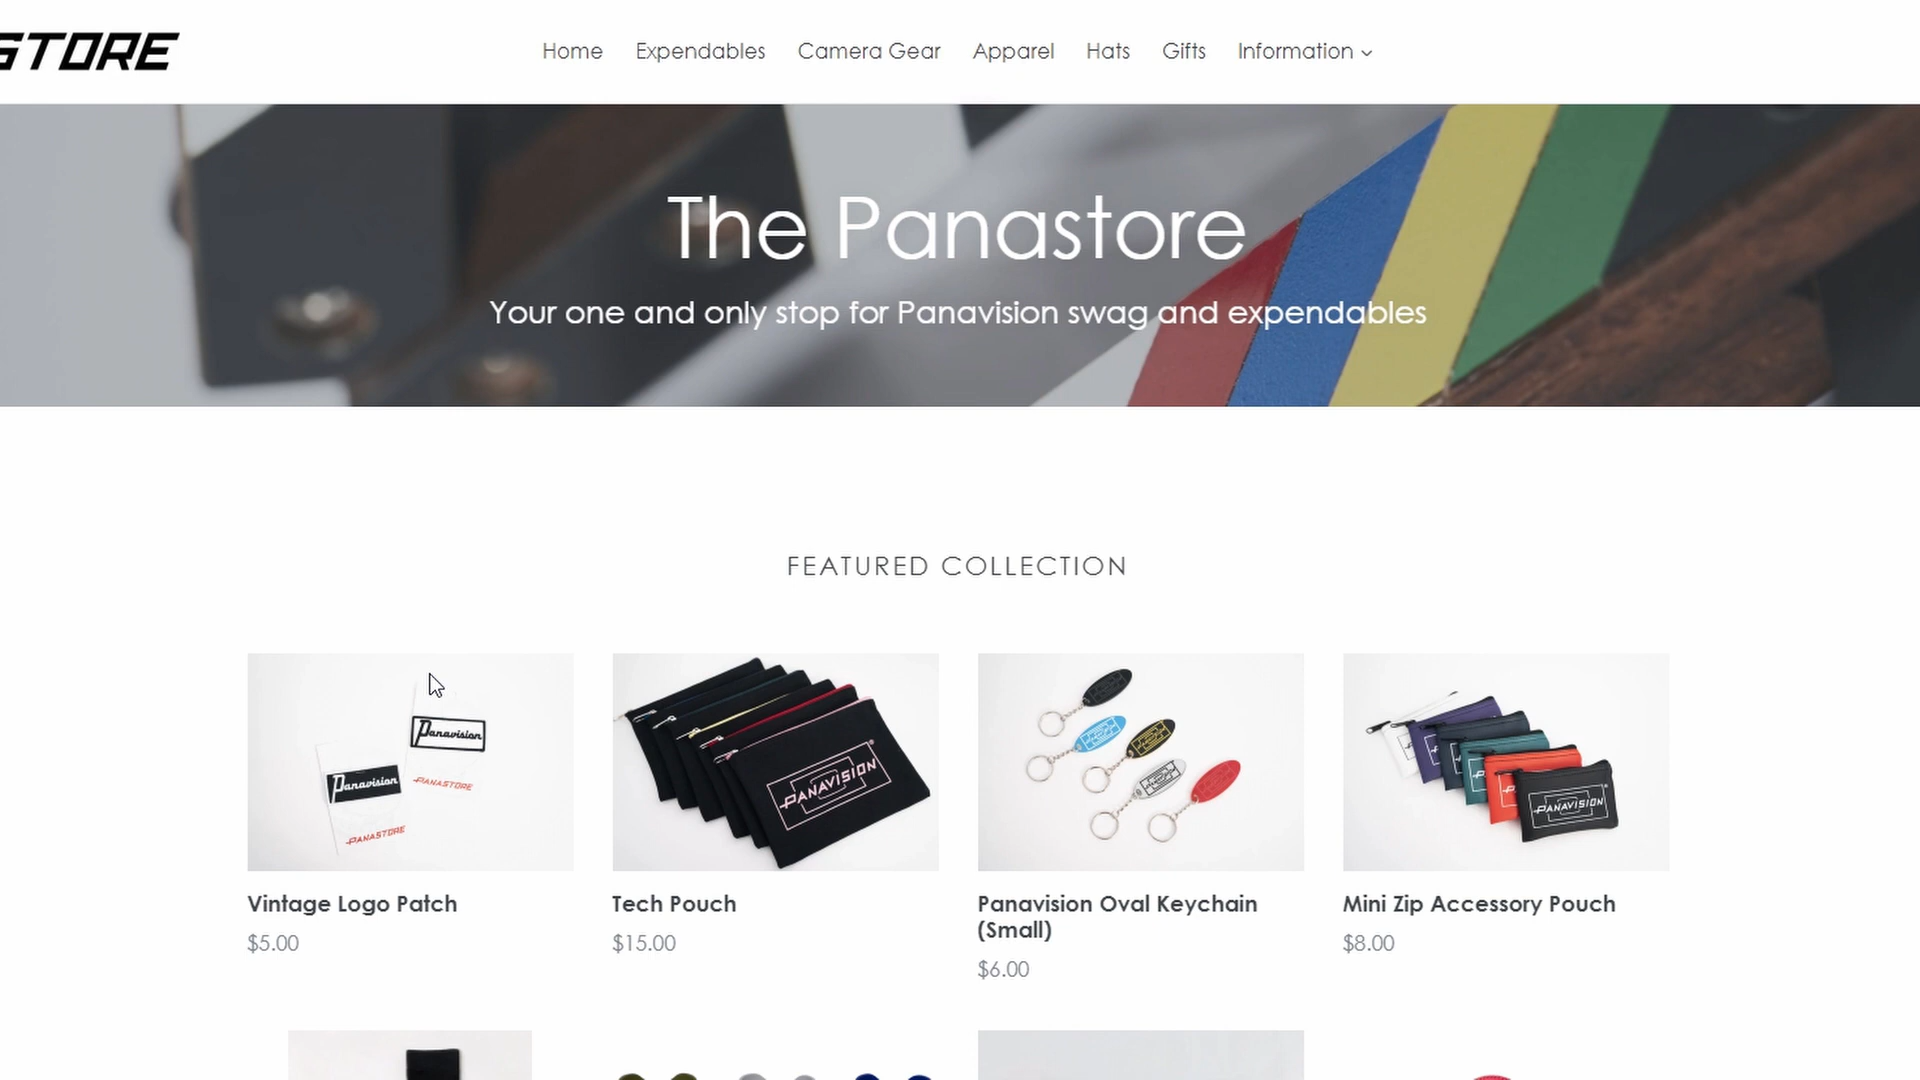 STORE
Home Expendables Camera Gear Apparel Hats Gifts Information
The Panastore
Your one and only stop for Panavision swag and expendables
FEATURED COLLECTION
Panavision
Panavision
PANASTORE
PANASTORE
PANAVISION
PANAVISION
Vintage Logo Patch
$5.00
Tech Pouch
$15.00
Panavision Oval Keychain
(Small)
$6.00
Mini Zip Accessory Pouch
$8.00